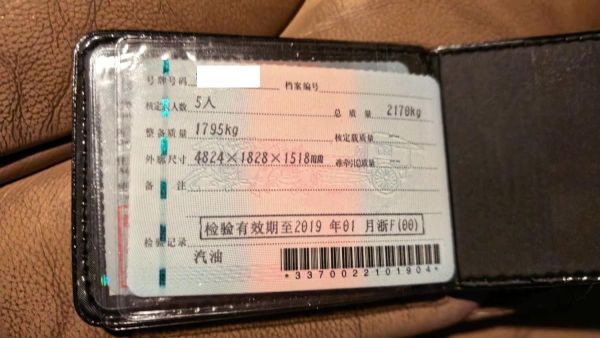 号牌号码 档案编号
核定载人数 5人 总质量 2170kg
整备质量 1795kg 核定载质量 --
外廓尺寸 4824×1828×1518mm 准牵引总质量 --
备注
检验记录 检验有效期至2019年01月浙F(00)
汽油
*3370022101904*